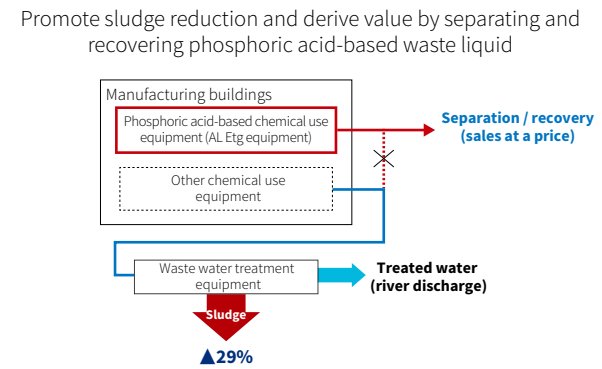 Promote sludge reduction and derive value by separating and
recovering phosphoric acid-based waste liquid
Manufacturing buildings
Phosphoric acid-based chemical use
equipment (AL Etg equipment)
Separation / recovery
(sales at a price)
Other chemical use
equipment
Waste water treatment
equipment
Treated water
(river discharge)
Sludge
▲29%